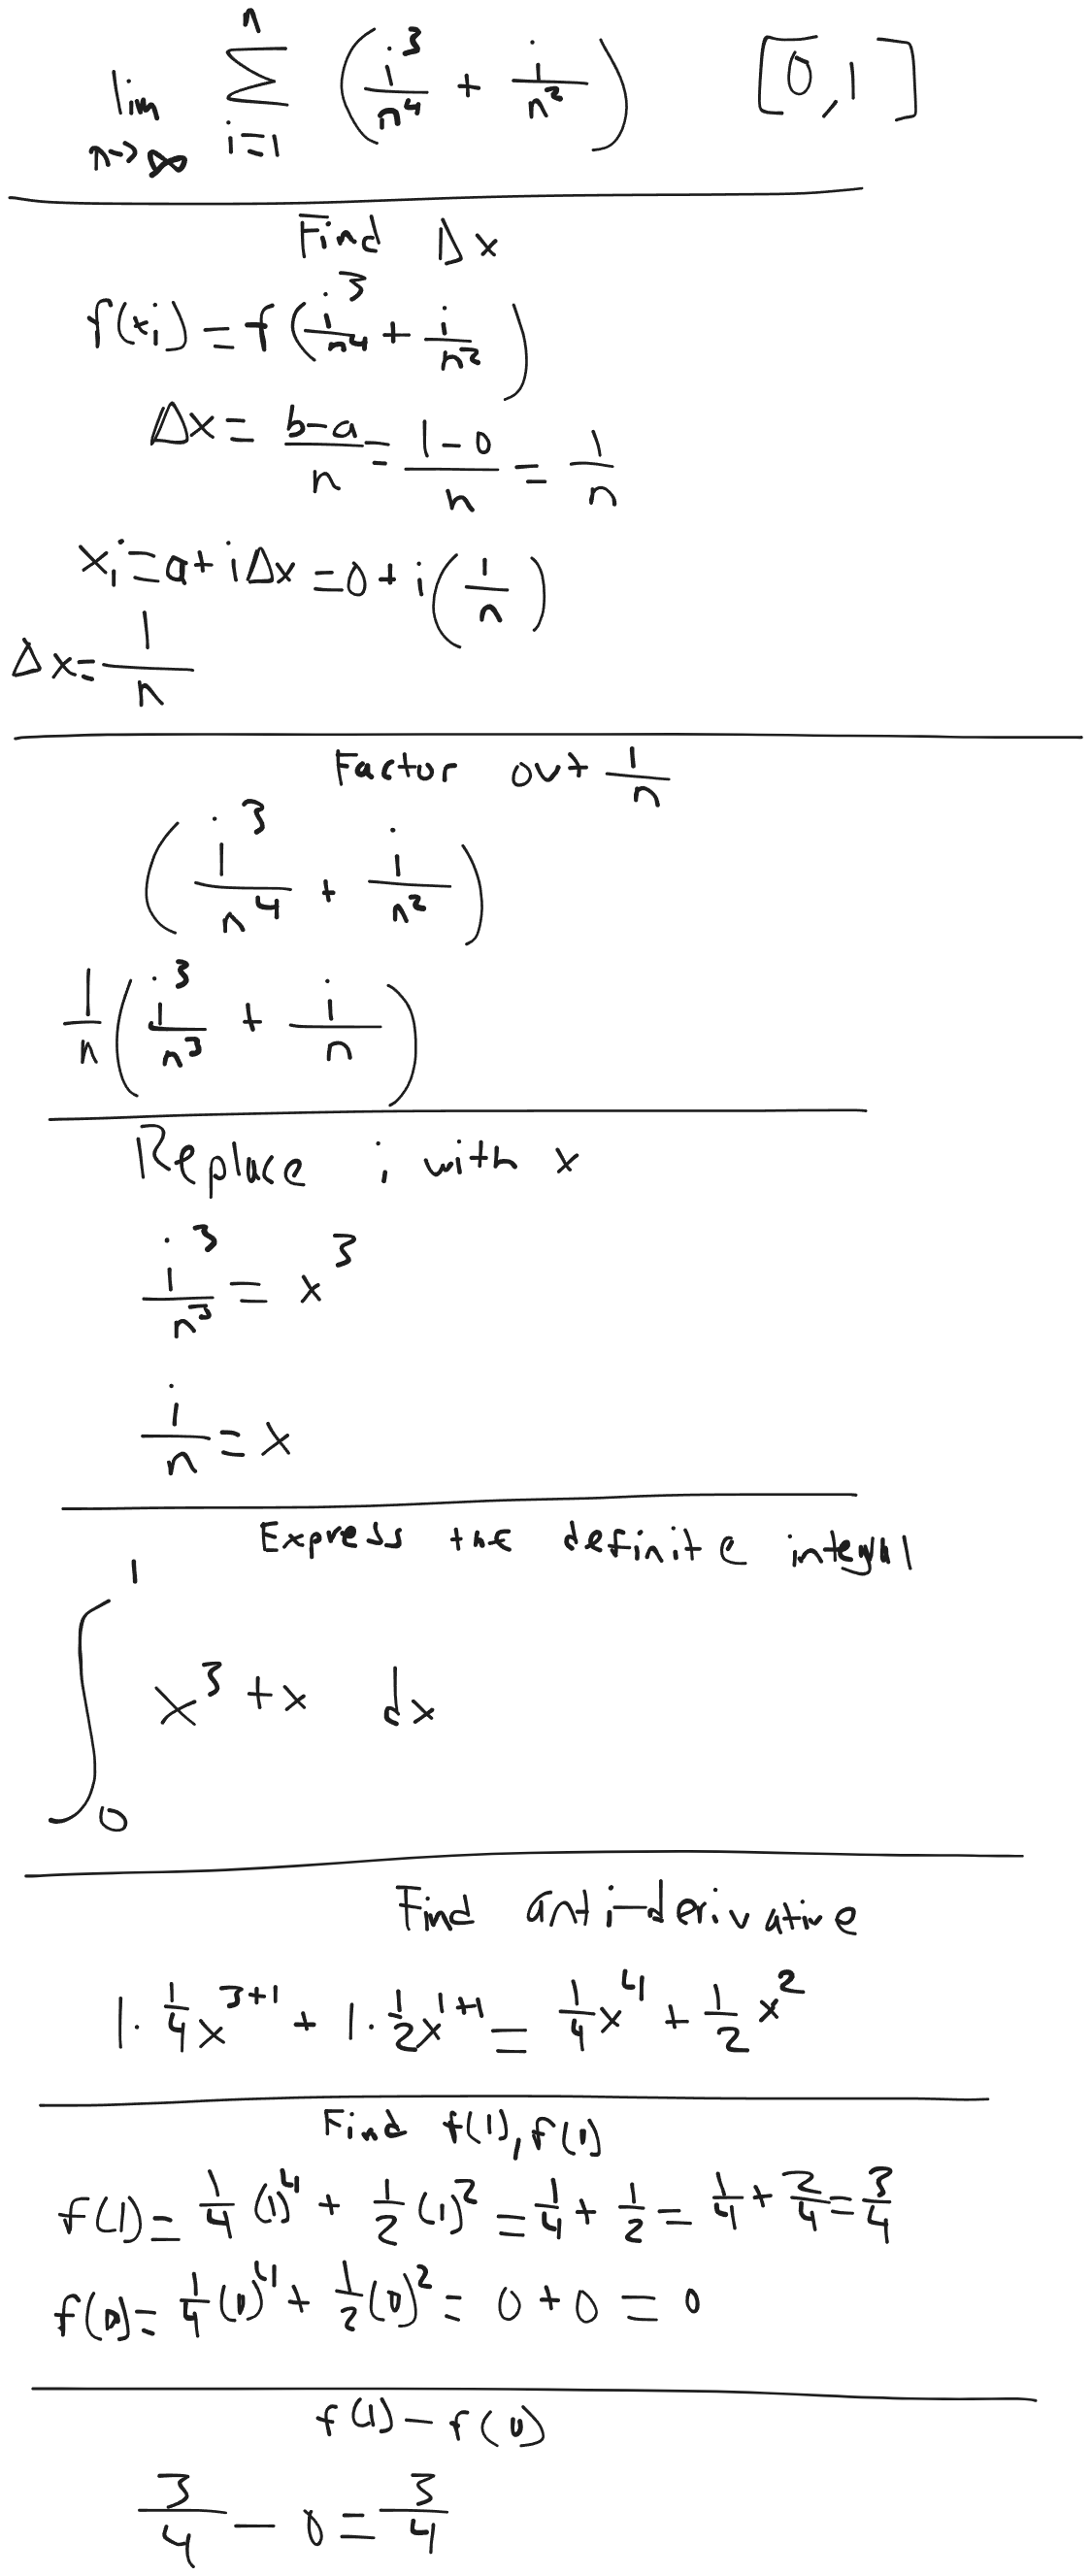 lim n→∞ ∑ i=1 n (i³/n⁴ + i/n²) [0,1]
Find Δx
f(xᵢ) = f(i³/n⁴ + i/n²)
Δx = (b-a)/n = (1-0)/n = 1/n
xᵢ = a + iΔx = 0 + i(1/n)
Δx = 1/n
Factor out 1/n
(i³/n⁴ + i/n²)
1/n (i³/n³ + i/n)
Replace i with x
i³/n³ = x³
i/n = x
Express the definite integral
∫₀¹ x³ + x dx
Find anti-derivative
1 · 1/4 x³⁺¹ + 1 · 1/2 x¹⁺¹ = 1/4 x⁴ + 1/2 x²
Find f(1), f(1)
f(1) = 1/4 (1)⁴ + 1/2 (1)² = 1/4 + 1/2 = 1/4 + 2/4 = 3/4
f(0) = 1/4 (0)⁴ + 1/2 (0)² = 0 + 0 = 0
f(1) - f(0)
3/4 - 0 = 3/4